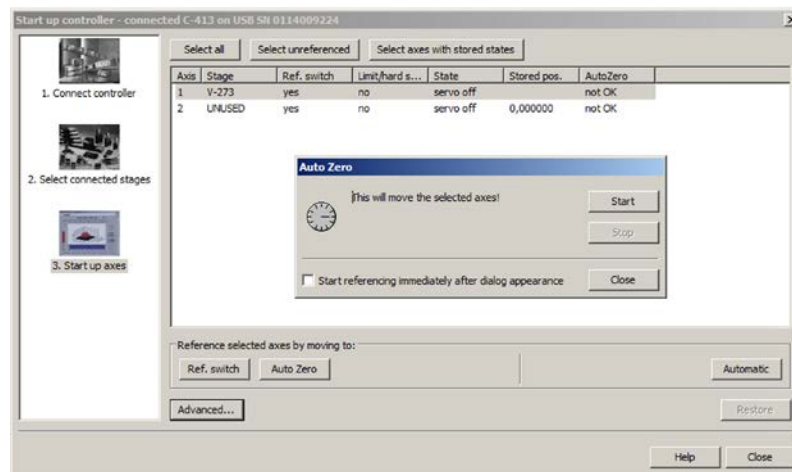 Start up controller - connected C-413 on USB SN 0114009224
Select all Select unreferenced Select axes with stored states
Axis Stage Ref. switch Limit/hard s... State Stored pos. AutoZero
1 V-273 yes no servo off not OK
2 UNUSED yes no servo off 0,000000 not OK
1. Connect controller
2. Select connected stages
3. Start up axes
Auto Zero
This will move the selected axes!
Start
Stop
Start referencing immediately after dialog appearance
Close
Reference selected axes by moving to:
Ref. switch Auto Zero Automatic
Advanced... Restore
Help Close